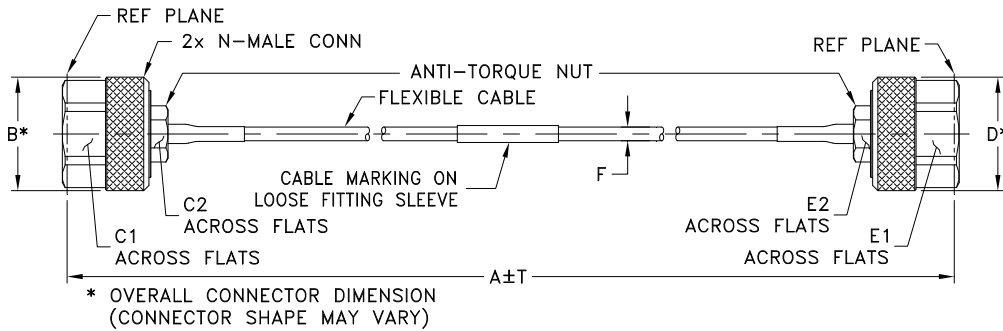 REF PLANE
2x N-MALE CONN
REF PLANE
ANTI-TORQUE NUT
FLEXIBLE CABLE
B*
D*
F
CABLE MARKING ON
LOOSE FITTING SLEEVE
C2
ACROSS FLATS
E2
ACROSS FLATS
C1
ACROSS FLATS
E1
ACROSS FLATS
A±T
* OVERALL CONNECTOR DIMENSION
(CONNECTOR SHAPE MAY VARY)